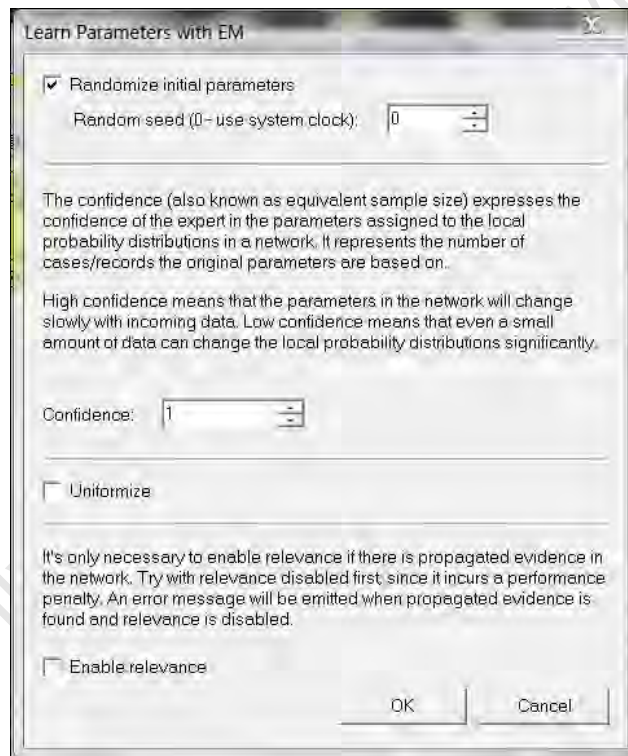 Learn Parameters with EM
Randomize initial parameters
Random seed (0- use system clock): 0
The confidence (also known as equivalent sample size) expresses the
confidence of the expert in the parameters assigned to the local
probability distributions in a network. It represents the number of
cases/records the original parameters are based on.
High confidence means that the parameters in the network will change
slowly with incoming data. Low confidence means that even a small
amount of data can change the local probability distributions significantly.
Confidence: 1
Uniformize
It's only necessary to enable relevance if there is propagated evidence in
the network. Try with relevance disabled first, since it incurs a performance
penalty. An error message will be emitted when propagated evidence is
found and relevance is disabled.
Enable relevance
OK Cancel